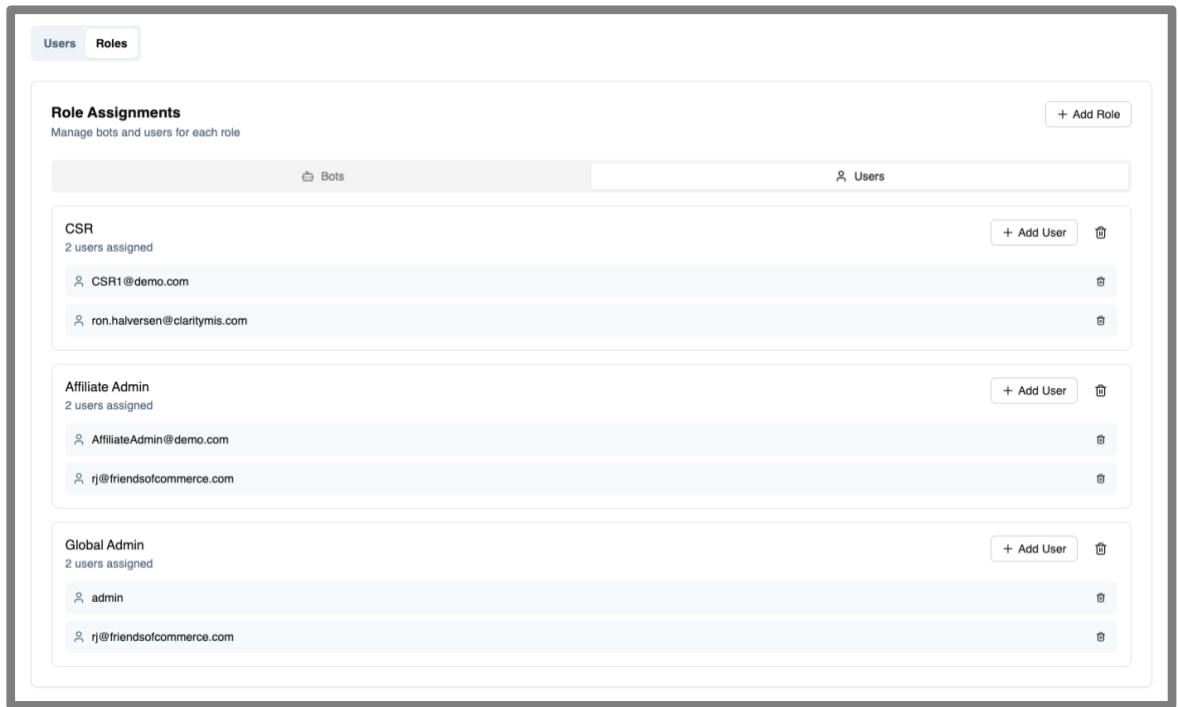 Users Roles
Role Assignments
+ Add Role
Manage bots and users for each role
Bots Users
CSR
+ Add User
2 users assigned
CSR1@demo.com
ron.halversen@claritymis.com
Affiliate Admin
+ Add User
2 users assigned
AffiliateAdmin@demo.com
rj@friendsofcommerce.com
Global Admin
+ Add User
2 users assigned
admin
rj@friendsofcommerce.com